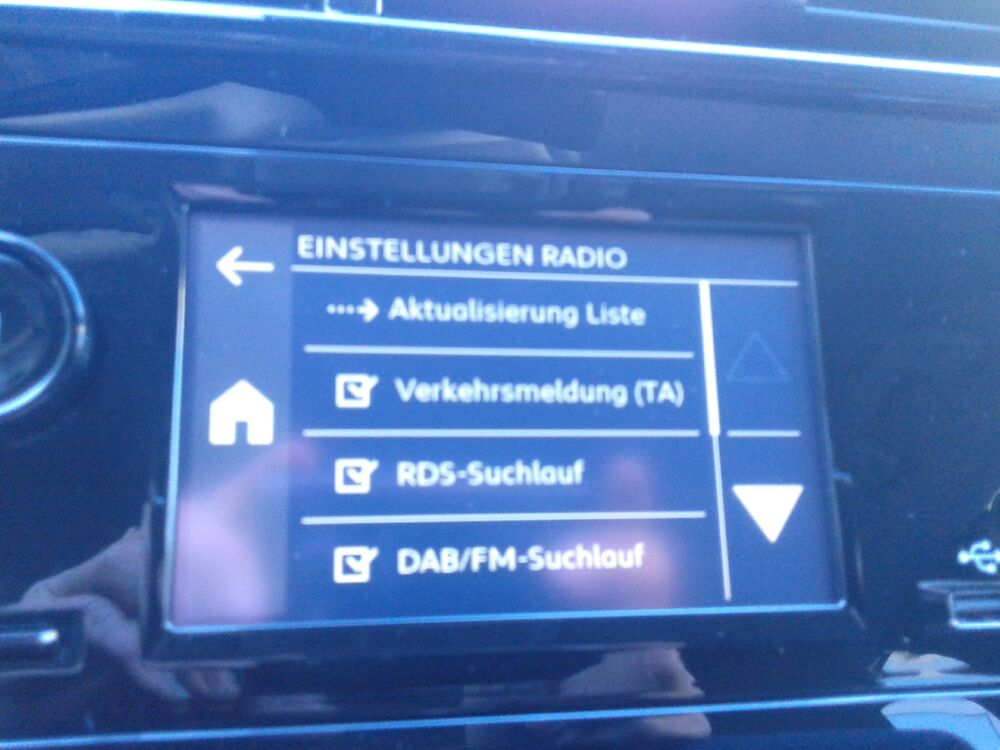 EINSTELLUNGEN RADIO
Aktualisierung Liste
Verkehrsmeldung (TA)
RDS-Suchlauf
DAB/FM-Suchlauf